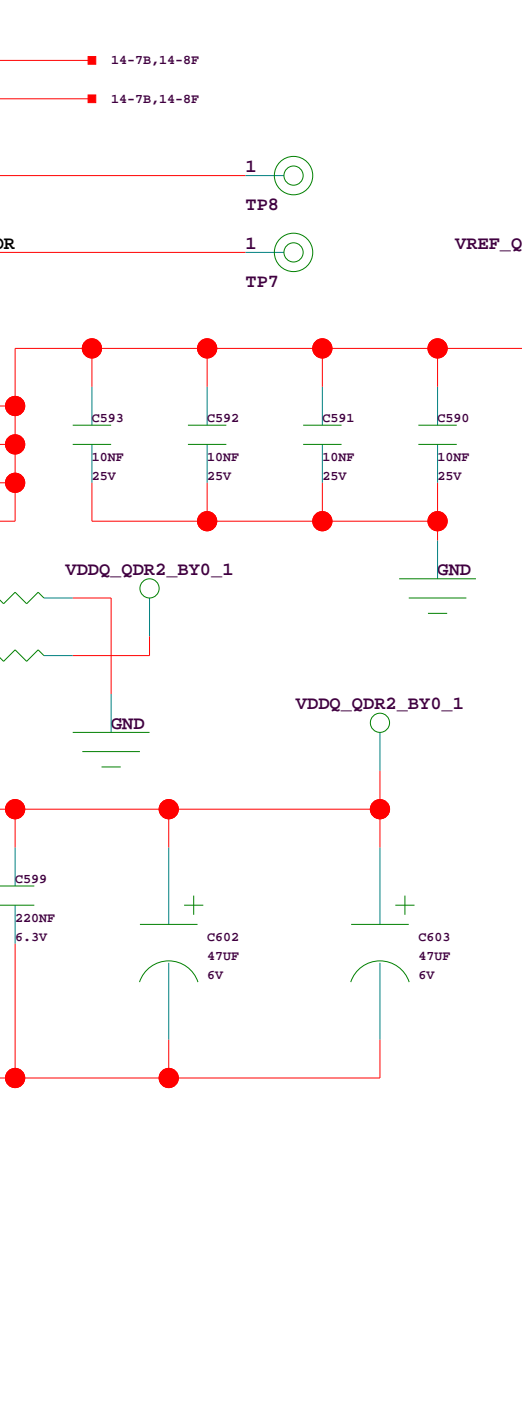 14-7B,14-8F
14-7B,14-8F
1
TP8
OR
1
VREF_Q
TP7
C593
C592
C591
C590
10NF
10NF
10NF
10NF
25V
25V
25V
25V
VDDQ_QDR2_BY0_1
GND
VDDQ_QDR2_BY0_1
GND
C599
220NF
6.3V
C602
C603
47UF
47UF
6V
6V